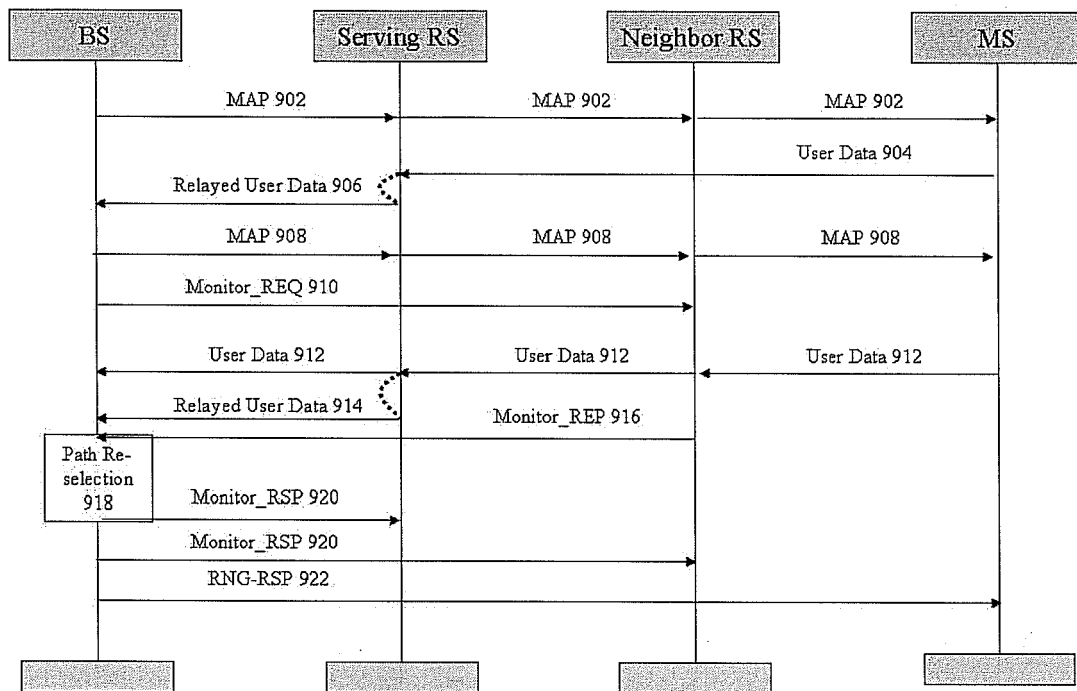 BS
Serving RS
Neighbor RS
MS
MAP 902
MAP 902
MAP 902
User Data 904
Relayed User Data 906
MAP 908
MAP 908
MAP 908
Monitor_REQ 910
User Data 912
User Data 912
User Data 912
Relayed User Data 914
Monitor_REP 916
Path Re-
selection
918
Monitor_RSP 920
Monitor_RSP 920
RNG-RSP 922